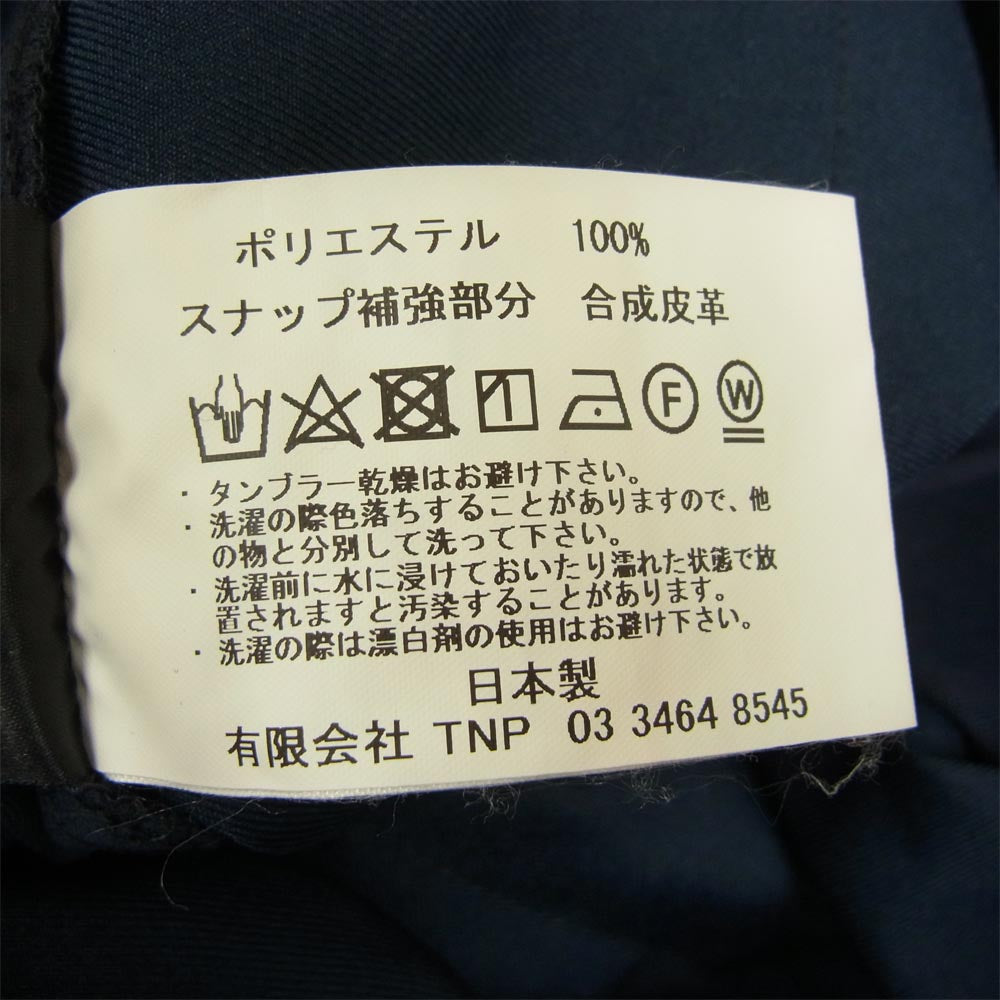 ポリエステル 100%
スナップ補強部分 合成皮革
F W
・タンブラー乾燥はお避け下さい。
・洗濯の際色落ちすることがありますので、他
の物と分別して洗って下さい。
・洗濯前に水に浸けておいたり濡れた状態で放
置されますと汚染することがあります。
・洗濯の際は漂白剤の使用はお避け下さい。
日本製
有限会社 TNP 03 3464 8545